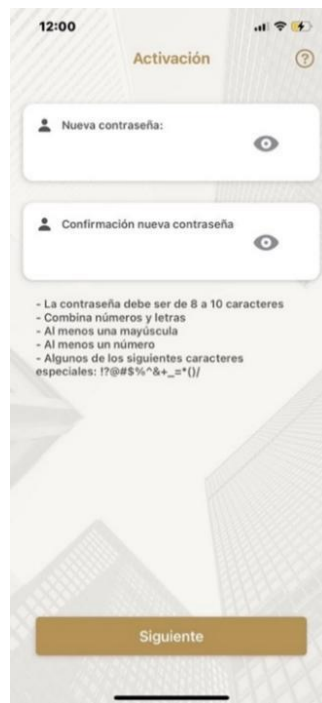 12:00
Activación
?
Nueva contraseña:
Confirmación nueva contraseña
- La contraseña debe ser de 8 a 10 caracteres
- Combina números y letras
- Al menos una mayúscula
- Al menos un número
- Algunos de los siguientes caracteres
especiales: !?@#$%^&+_=*()/
Siguiente